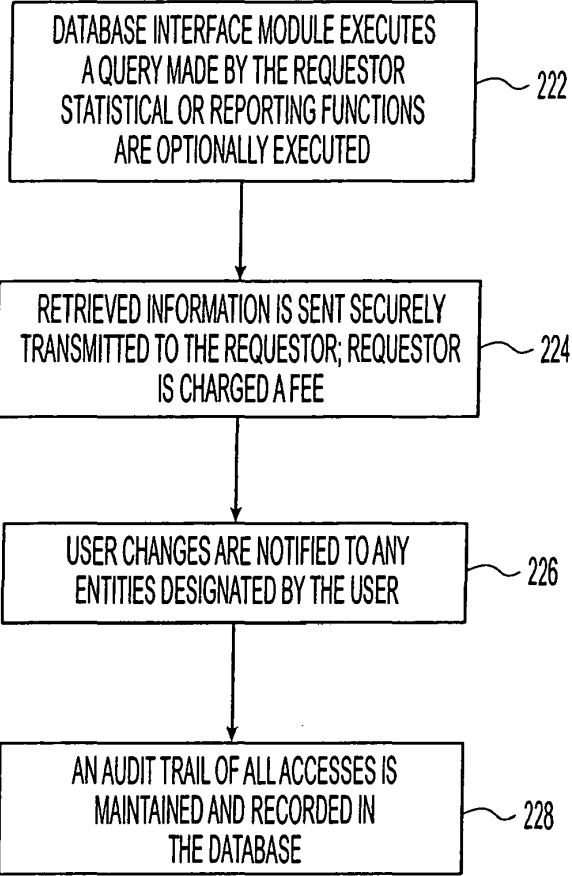 DATABASE INTERFACE MODULE EXECUTES
A QUERY MADE BY THE REQUESTOR
STATISTICAL OR REPORTING FUNCTIONS
ARE OPTIONALLY EXECUTED
222
RETRIEVED INFORMATION IS SENT SECURELY
TRANSMITTED TO THE REQUESTOR; REQUESTOR
IS CHARGED A FEE
224
USER CHANGES ARE NOTIFIED TO ANY
ENTITIES DESIGNATED BY THE USER
226
AN AUDIT TRAIL OF ALL ACCESSES IS
MAINTAINED AND RECORDED IN
THE DATABASE
228